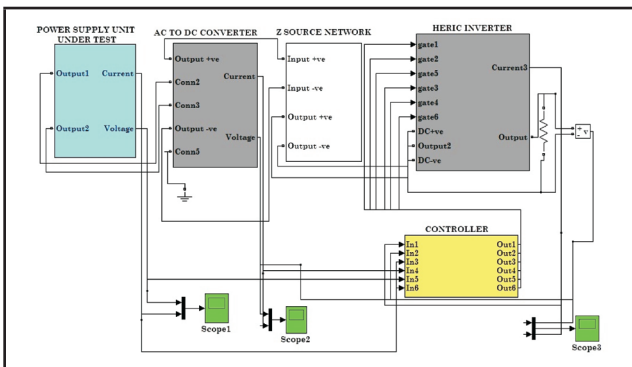 POWER SUPPLY UNIT
UNDER TEST
Output1
Current
Output2
Voltage
AC TO DC CONVERTER
Output +ve
Conn2
Current
Conn3
Output -ve
Voltage
Conn5
Z SOURCE NETWORK
Input +ve
Input -ve
Output +ve
Output -ve
HERIC INVERTER
gate1
gate2
gate5
gate3
gate4
gate6
DC+ve
Output2
DC-ve
Current3
Output
+
-
v
CONTROLLER
In1
In2
In3
In4
In5
In6
Out1
Out2
Out3
Out4
Out5
Out6
Scope1
Scope2
Scope3